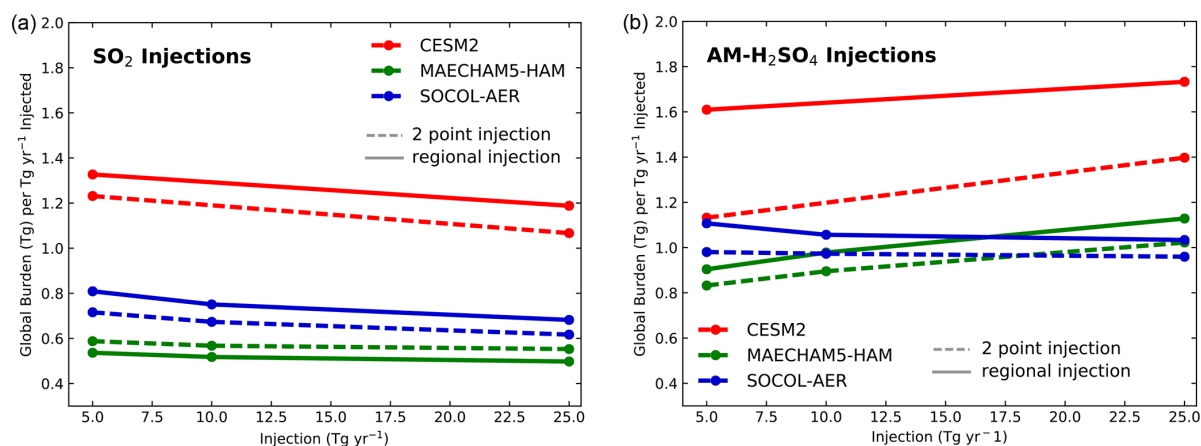 (a)
SO₂ Injections
CESM2
MAECHAM5-HAM
SOCOL-AER
2 point injection
regional injection
Global Burden (Tg) per Tg yr⁻¹ Injected
2.0
1.8
1.6
1.4
1.2
1.0
0.8
0.6
0.4
5.0 7.5 10.0 12.5 15.0 17.5 20.0 22.5 25.0
Injection (Tg yr⁻¹)
(b)
AM-H₂SO₄ Injections
Global Burden (Tg) per Tg yr⁻¹ Injected
2.0
1.8
1.6
1.4
1.2
1.0
0.8
0.6
0.4
CESM2
MAECHAM5-HAM
SOCOL-AER
2 point injection
regional injection
5.0 7.5 10.0 12.5 15.0 17.5 20.0 22.5 25.0
Injection (Tg yr⁻1)